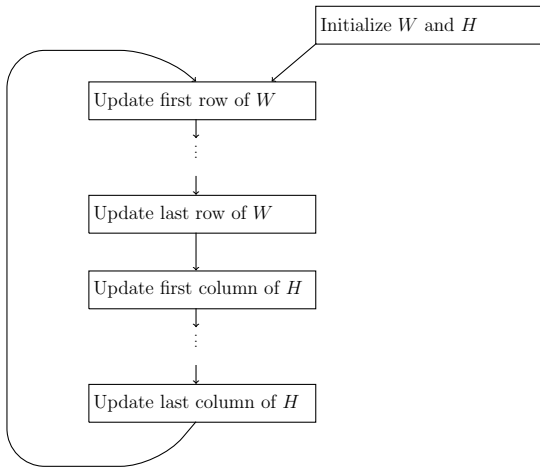 Initialize W and H
Update first row of W
⋮
Update last row of W
Update first column of H
⋮
Update last column of H